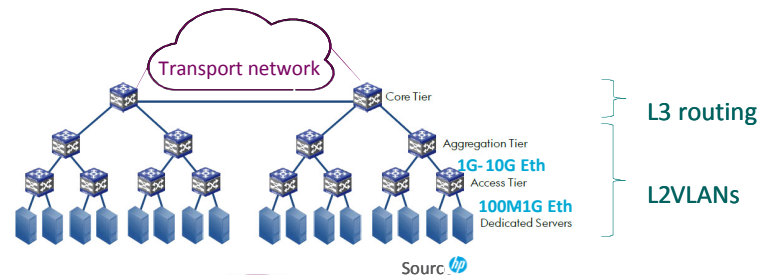 Transport network
Core Tier
L3 routing
Aggregation Tier
1G-10G Eth
Access Tier
L2VLANs
100M1G Eth
Dedicated Servers
Sourc
hp